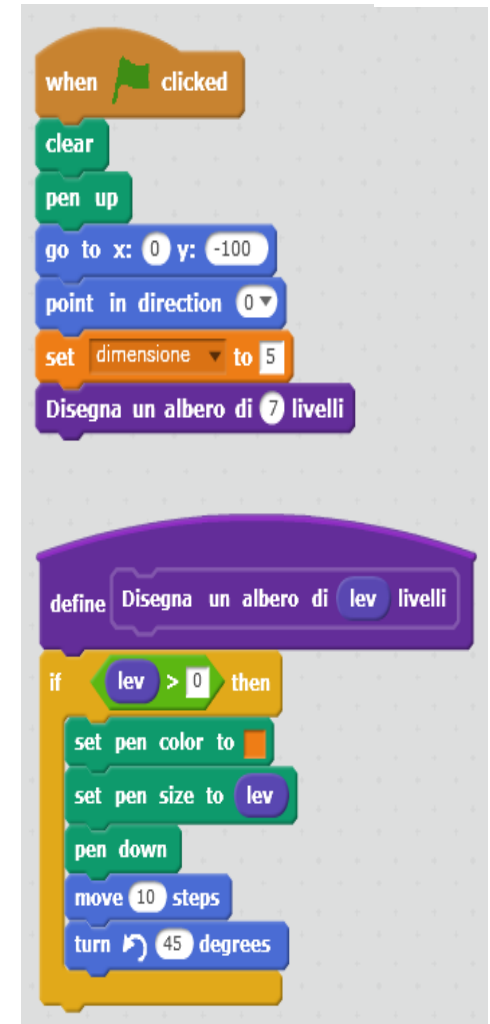 when clicked
clear
pen up
go to x: 0 y: -100
point in direction 0
set dimensione to 5
Disegna un albero di 7 livelli
define Disegna un albero di lev livelli
if lev > 0 then
set pen color to
set pen size to lev
pen down
move 10 steps
turn 45 degrees